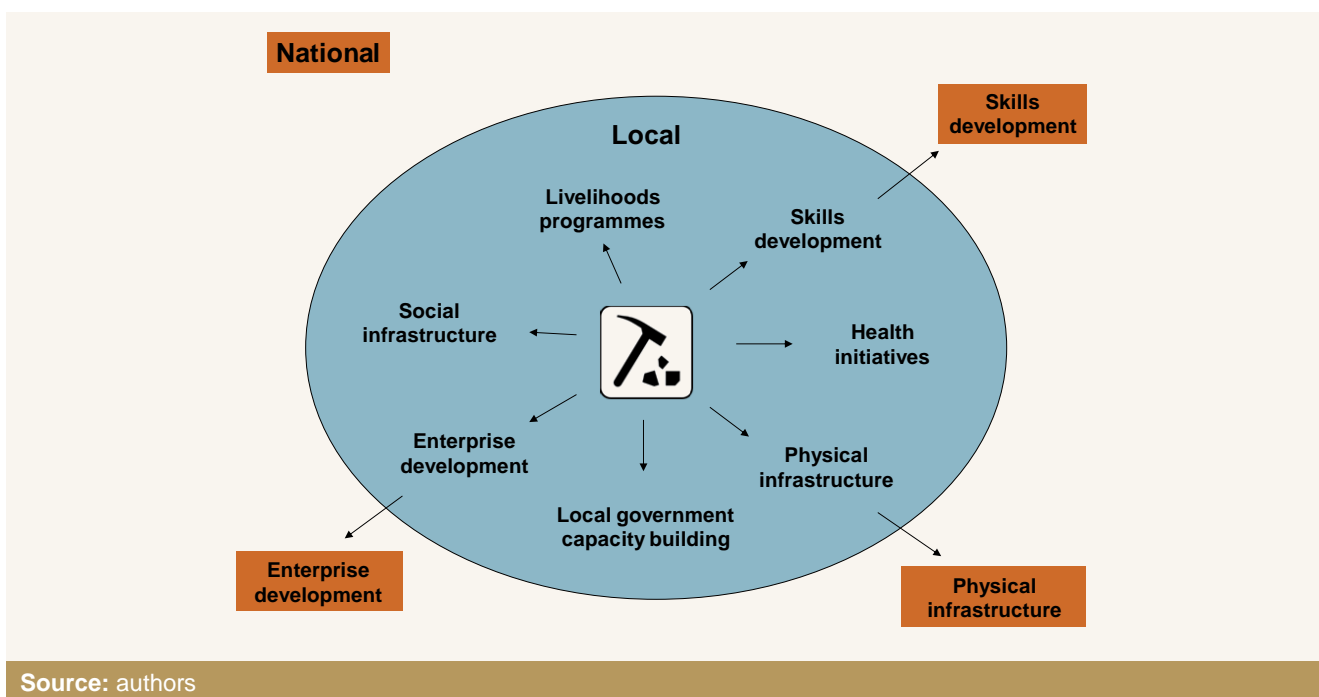 National
Skills
development
Local
Livelihoods
programmes
Skills
development
Social
infrastructure
Health
initiatives
Enterprise
development
Physical
infrastructure
Local government
capacity building
Enterprise
development
Physical
infrastructure
Source: authors